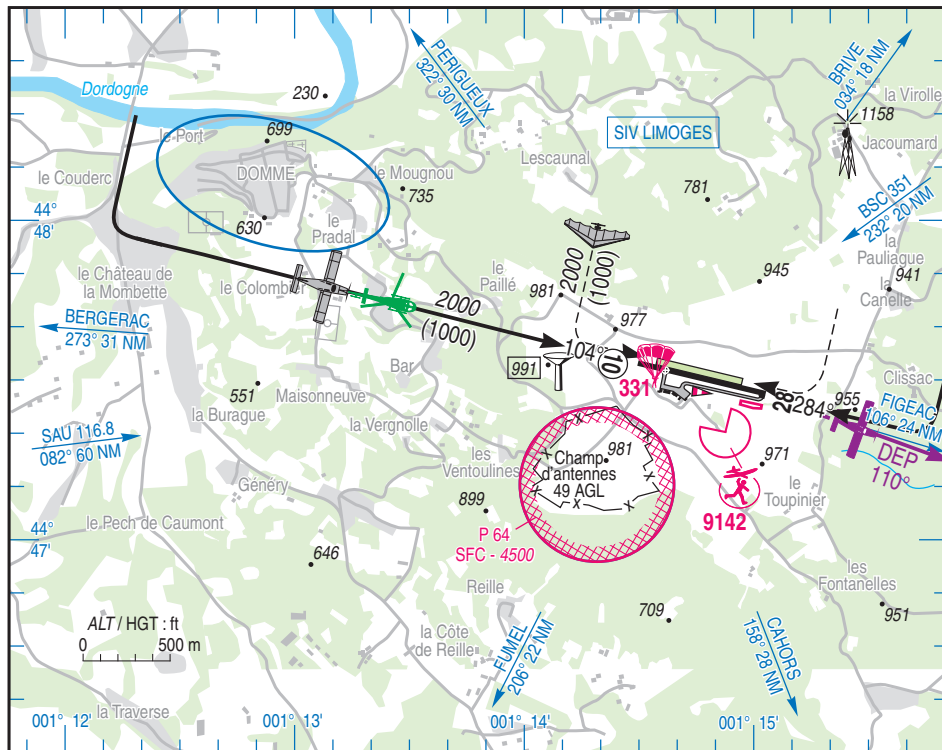 Dordogne
230
PERIGUEUX
322° 30 NM
BRIVE
034° 18 NM
la Virolle
1158
le Port
699
SIV LIMOGES
Jacoumard
Lescaunal
DOMME
le Mougnou
le Couderc
735
781
BSC 351
232° 20 NM
44°
48'
630
le
Pradal
la
Pauliague
le Château de
la Mombette
le Colombier
le
Paillé
2000
(1000)
945
941
la
Canelle
981
2000
(1000)
977
BERGERAC
273° 31 NM
104°
10
991
331
Bar
Clissac
551
Maisonneuve
28
284°
955
FIGEAC
106° 24 NM
la Burague
DEP
110°
SAU 116.8
082° 60 NM
la Vergnolle
les
Ventoulines
981
Champ
d'antennes
49 AGL
971
Généry
899
le
Toupinier
le Pech de Caumont
9142
44°
47'
P 64
SFC - 4500
646
les
Fontanelles
Reille
951
709
ALT / HGT : ft
0 500 m
la Côte
de Reille
FUMEL
206° 22 NM
CAHORS
158° 28 NM
la Traverse
001° 12'
001° 13'
001° 14'
001° 15'